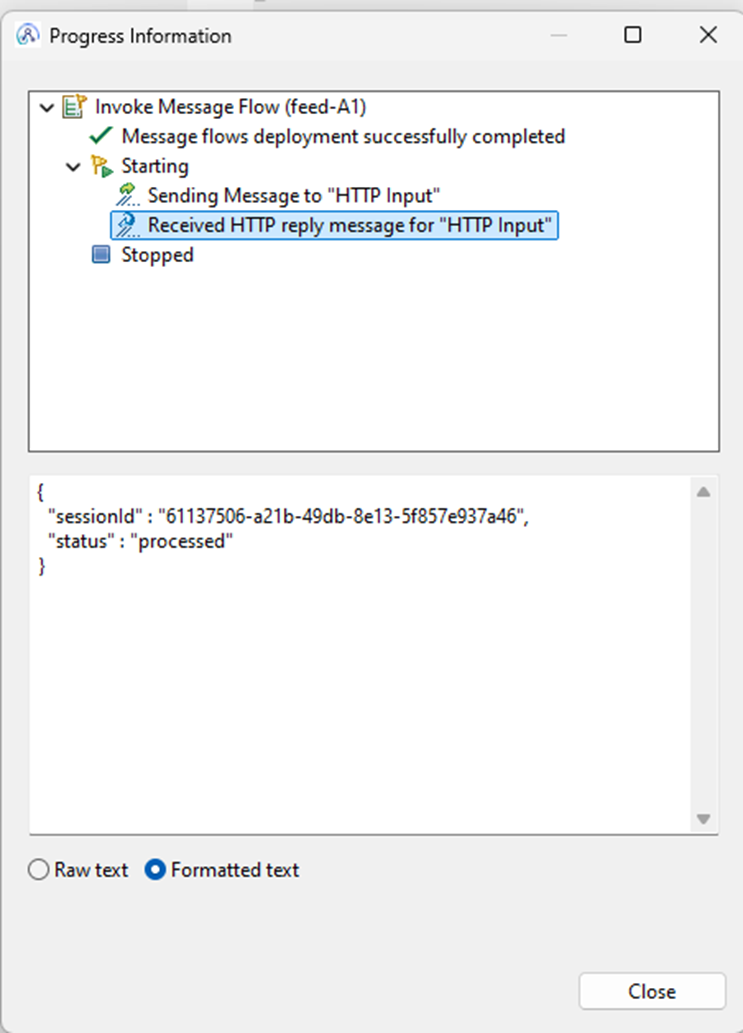 Progress Information
Invoke Message Flow (feed-A1)
Message flows deployment successfully completed
Starting
Sending Message to "HTTP Input"
Received HTTP reply message for "HTTP Input"
Stopped
{
"sessionId" : "61137506-a21b-49db-8e13-5f857e937a46",
"status" : "processed"
}
Raw text Formatted text
Close